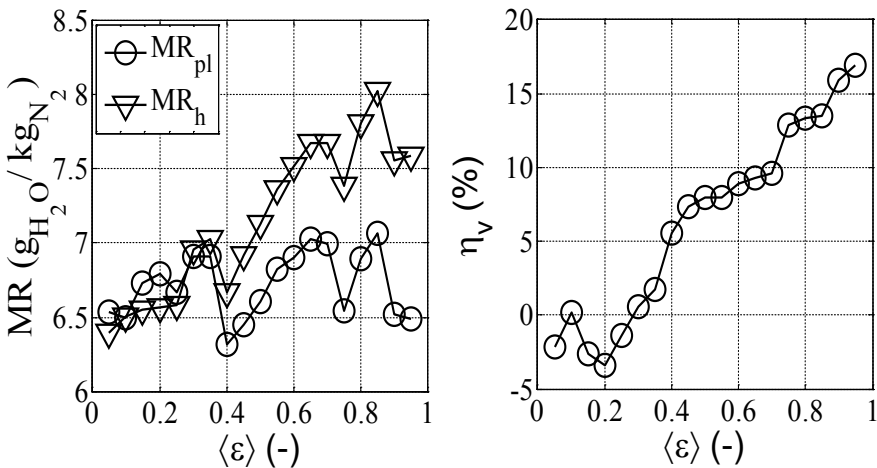 MR_pl
MR_h
MR (g_H_2O / kg_N_2)
8.5
8
7.5
7
6.5
6
0 0.2 0.4 0.6 0.8 1
⟨ε⟩ (-)
η_v (%)
20
15
10
5
0
-5
0 0.2 0.4 0.6 0.8 1
⟨ε⟩ (-)